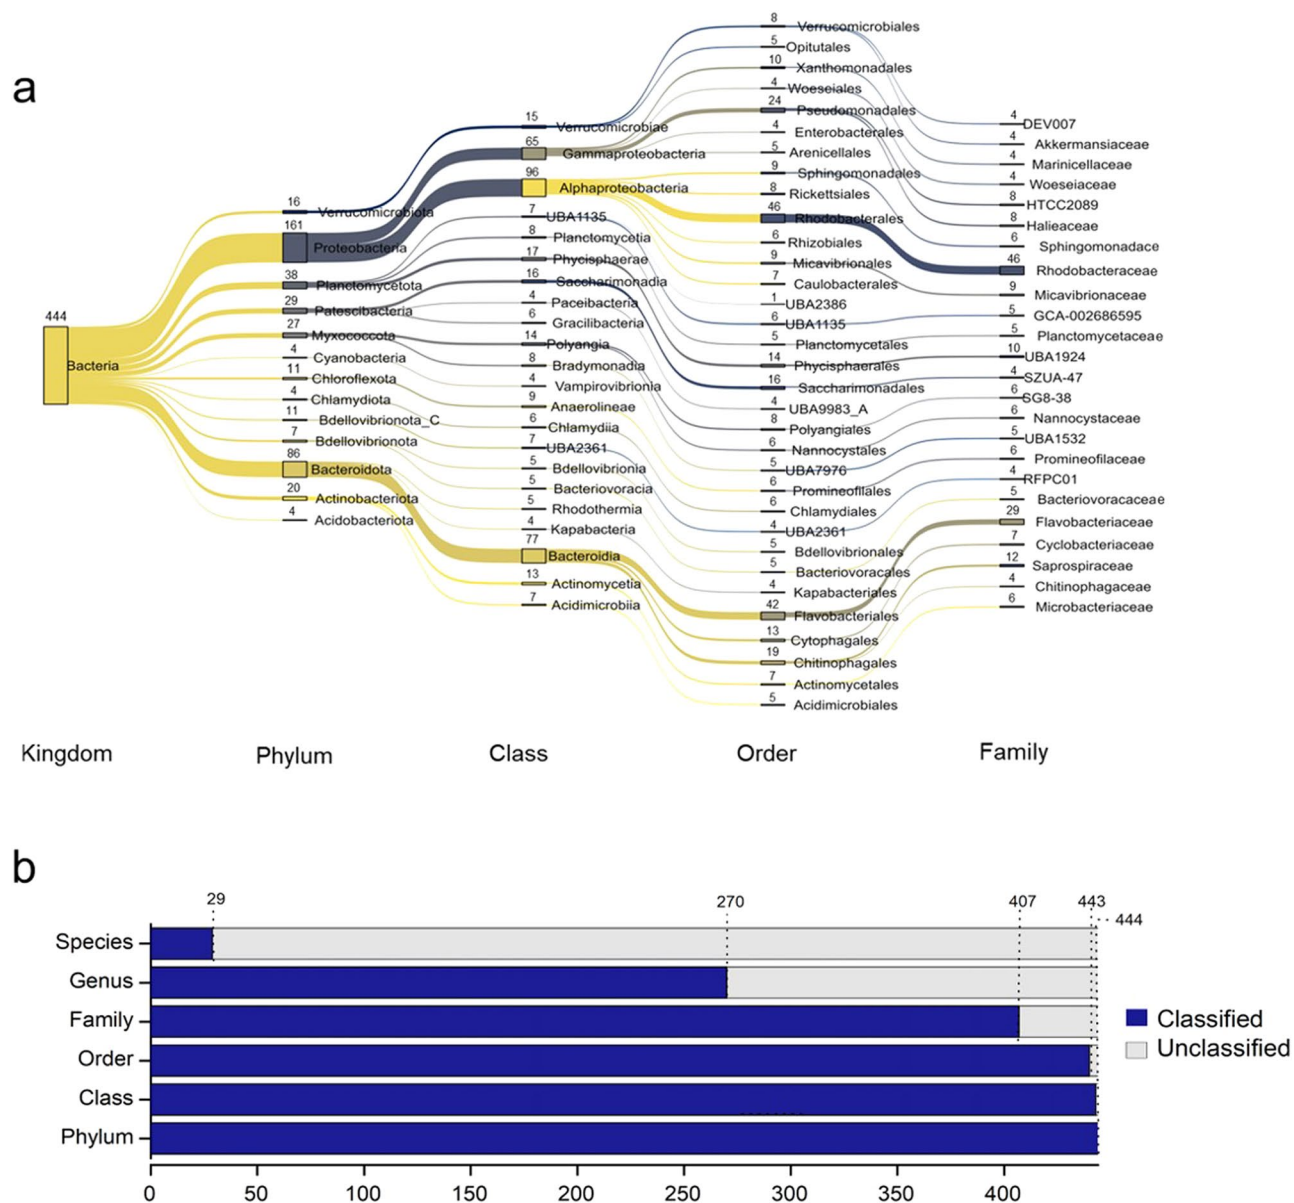 a
444
Bacteria
16
Verrucomicrobiota
161
Proteobacteria
38
Planctomycetota
29
Patescibacteria
27
Myxococcota
4
Cyanobacteria
11
Chloroflexota
4
Chlamydiota
11
Bdellovibrionota_C
7
Bdellovibrionota
86
Bacteroidota
20
Actinobacteriota
4
Acidobacteriota
15
Verrucomicrobiae
65
Gammaproteobacteria
96
Alphaproteobacteria
7
UBA1135
8
Planctomycetia
17
Phycisphaerae
16
Saccharimonadia
4
Paceibacteria
6
Gracilibacteria
14
Polyangia
8
Bradymonadia
4
Vampirovibrionia
9
Anaerolineae
6
Chlamydiia
7
UBA2361
5
Bdellovibrionia
5
Bacteriovoracia
5
Rhodothermia
4
Kapabacteria
77
Bacteroidia
13
Actinomycetia
7
Acidimicrobiia
8
Verrucomicrobiales
5
Opitutales
10
Xanthomonadales
4
Woeseiales
24
Pseudomonadales
4
Enterobacterales
5
Arenicellales
9
Sphingomonadales
8
Rickettsiales
46
Rhodobacterales
6
Rhizobiales
9
Micavibrionales
7
Caulobacterales
1
UBA2386
6
UBA1135
5
Planctomycetales
14
Phycisphaerales
16
Saccharimonadales
4
UBA9983_A
8
Polyangiales
6
Nannocystales
5
UBA7976
6
Promineofilales
6
Chlamydiales
4
UBA2361
5
Bdellovibrionales
5
Bacteriovoracales
4
Kapabacteriales
42
Flavobacteriales
13
Cytophagales
19
Chitinophagales
7
Actinomycetales
5
Acidimicrobiales
4
DEV007
4
Akkermansiaceae
4
Marinicellaceae
4
Woeseiaceae
8
HTCC2089
8
Halieaceae
6
Sphingomonadace
46
Rhodobacteraceae
9
Micavibrionaceae
5
GCA-002686595
5
Planctomycetaceae
10
UBA1924
4
SZUA-47
6
SG8-38
6
Nannocystaceae
5
UBA1532
6
Promineofilaceae
4
RFPC01
5
Bacteriovoracaceae
29
Flavobacteriaceae
7
Cyclobacteriaceae
12
Saprospiraceae
4
Chitinophagaceae
6
Microbacteriaceae
Kingdom
Phylum
Class
Order
Family
b
29
270
407
443
444
Species
Genus
Family
Order
Class
Phylum
Classified
Unclassified
0
50
100
150
200
250
300
350
400